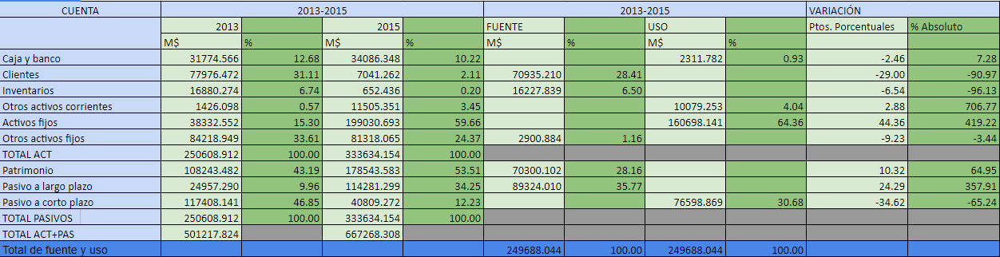 CUENTA 2013-2015 2013-2015 VARIACIÓN
2013 2015 FUENTE USO Ptos. Porcentuales % Absoluto
M$ % M$ % M$ % M$ %
Caja y banco 31774.566 12.68 34086.348 10.22 2311.782 0.93 -2.46 7.28
Clientes 77976.472 31.11 7041.262 2.11 70935.210 28.41 -29.00 -90.97
Inventarios 16880.274 6.74 652.436 0.20 16227.839 6.50 -6.54 -96.13
Otros activos corrientes 1426.098 0.57 11505.351 3.45 10079.253 4.04 2.88 706.77
Activos fijos 38332.552 15.30 199030.693 59.66 160698.141 64.36 44.36 419.22
Otros activos fijos 84218.949 33.61 81318.065 24.37 2900.884 1.16 -9.23 -3.44
TOTAL ACT 250608.912 100.00 333634.154 100.00
Patrimonio 108243.482 43.19 178543.583 53.51 70300.102 28.16 10.32 64.95
Pasivo a largo plazo 24957.290 9.96 114281.299 34.25 89324.010 35.77 24.29 357.91
Pasivo a corto plazo 117408.141 46.85 40809.272 12.23 76598.869 30.68 -34.62 -65.24
TOTAL PASIVOS 250608.912 100.00 333634.154 100.00
TOTAL ACT+PAS 501217.824 667268.308
Total de fuente y uso 249688.044 100.00 249688.044 100.00